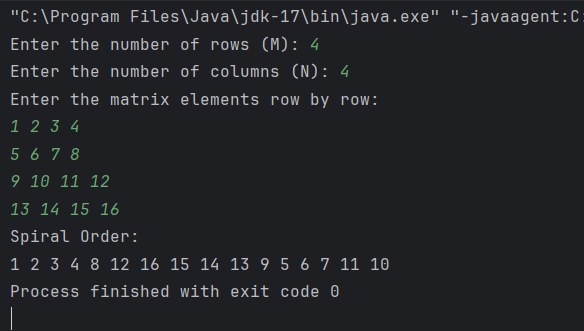 "C:\Program Files\Java\jdk-17\bin\java.exe" "-javaagent:C:
Enter the number of rows (M): 4
Enter the number of columns (N): 4
Enter the matrix elements row by row:
1 2 3 4
5 6 7 8
9 10 11 12
13 14 15 16
Spiral Order:
1 2 3 4 8 12 16 15 14 13 9 5 6 7 11 10
Process finished with exit code 0